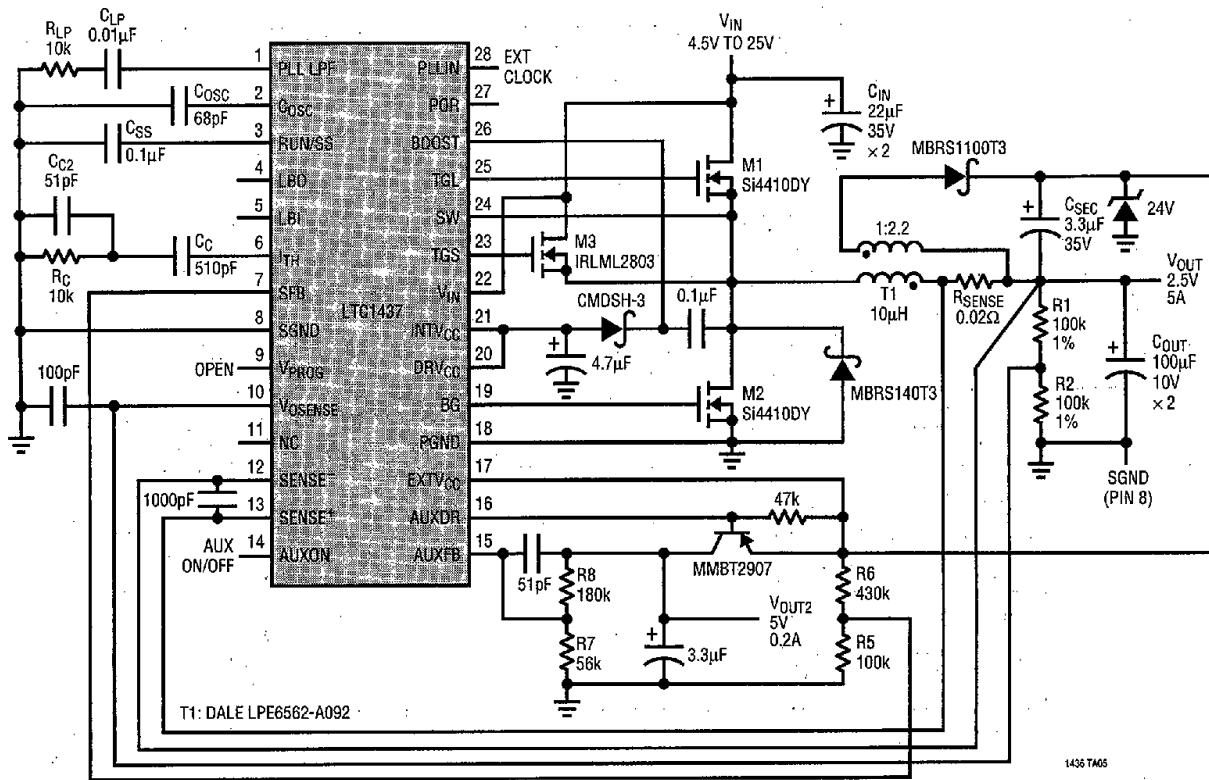 RLP
10k
CLP
0.01µF
COSC
68pF
CSS
0.1µF
CC2
51pF
RC
10k
CC
510pF
OPEN
100pF
1000pF
AUX
ON/OFF
1
2
3
4
5
6
7
8
9
10
11
12
13
14
PLL LPF
COSC
RUN/SS
LBO
LBI
ITH
SFB
SGND
VPROG
VOSENSE
NC
SENSE–
SENSE+
AUXON
LTC1437
PLLIN
POR
BOOST
TGL
SW
TGS
VIN
INTVCC
DRVCC
BG
PGND
EXTVCC
AUXDR
AUXFB
28
27
26
25
24
23
22
21
20
19
18
17
16
15
EXT
CLOCK
VIN
4.5V TO 25V
+
CIN
22µF
35V
×2
M1
Si4410DY
M3
IRLML2803
CMDSH-3
0.1µF
+
4.7µF
M2
Si4410DY
MBRS140T3
MBRS1100T3
1:2.2
T1
10µH
RSENSE
0.02Ω
+
CSEC
3.3µF
35V
24V
VOUT
2.5V
5A
R1
100k
1%
R2
100k
1%
+
COUT
100µF
10V
×2
SGND
(PIN 8)
47k
MMBT2907
51pF
R8
180k
R7
56k
+
3.3µF
VOUT2
5V
0.2A
R6
430k
R5
100k
T1: DALE LPE6562-A092
1436 TA05